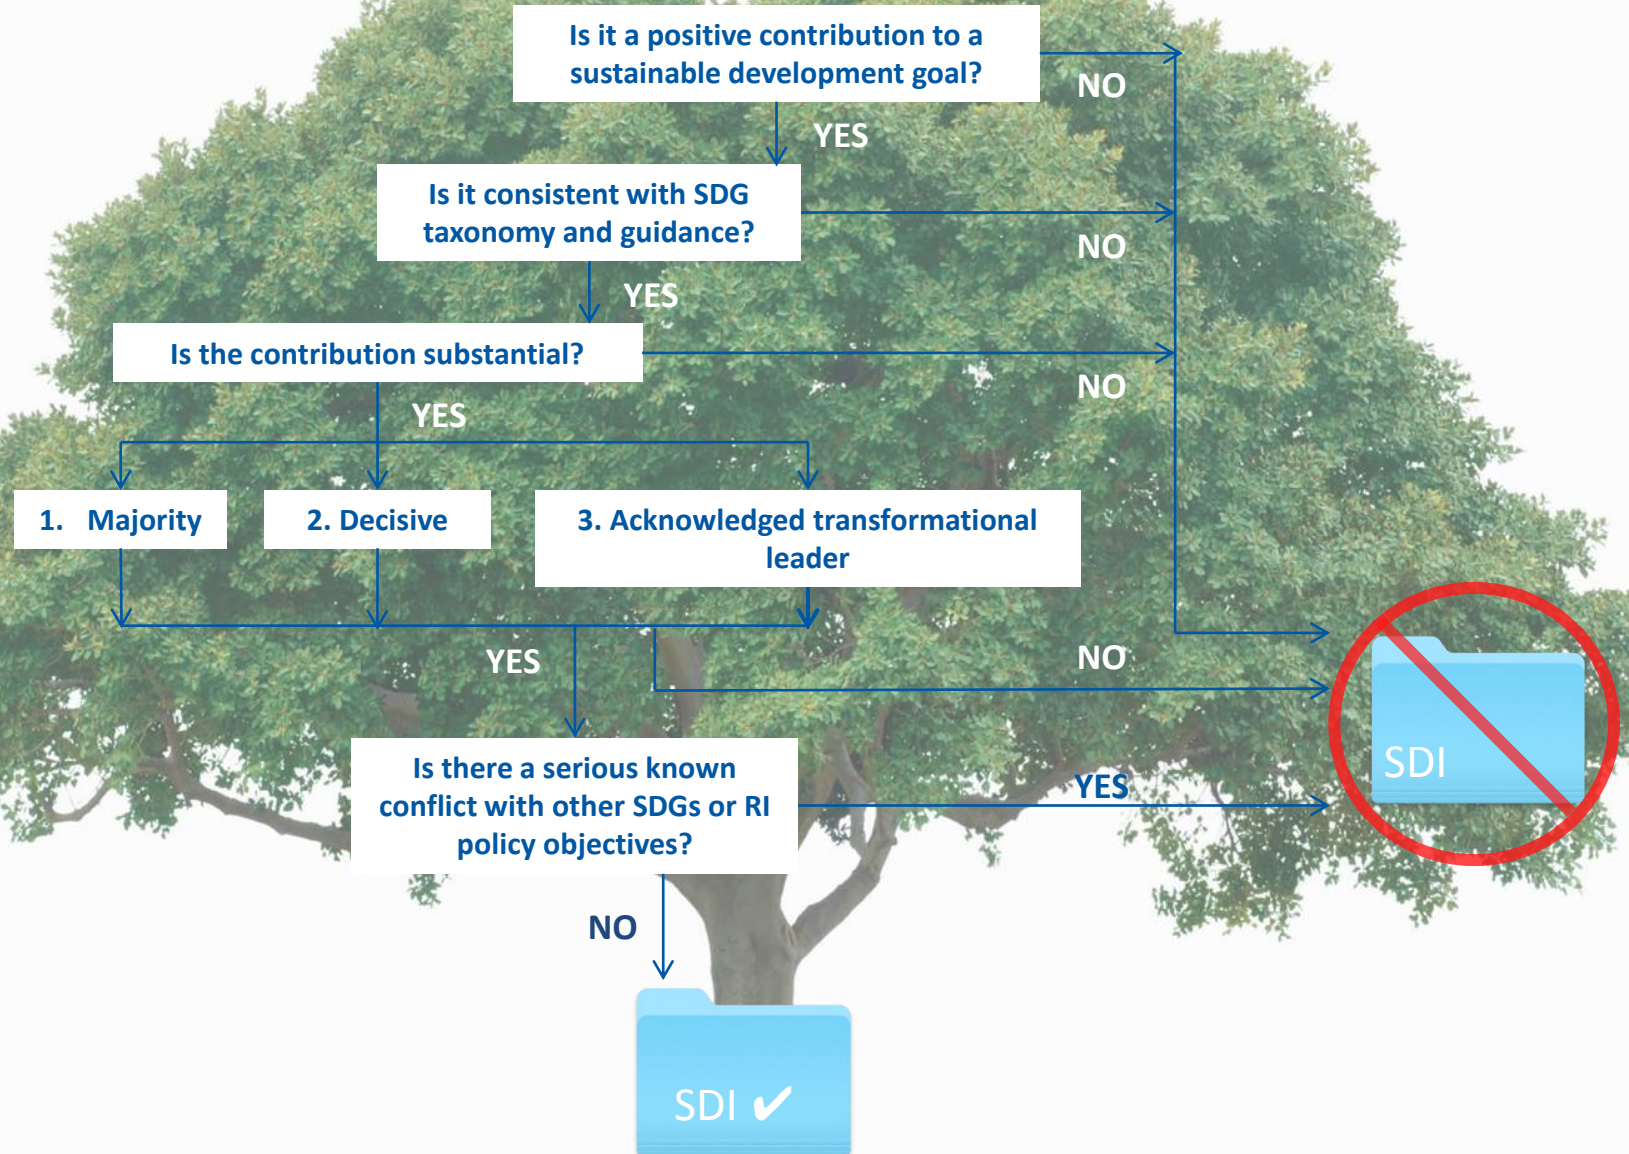 Is it a positive contribution to a
sustainable development goal?
NO
YES
Is it consistent with SDG
taxonomy and guidance?
NO
YES
Is the contribution substantial?
NO
YES
1. Majority
2. Decisive
3. Acknowledged transformational
leader
YES
NO
Is there a serious known
conflict with other SDGs or RI
policy objectives?
YES
SDI
NO
SDI ✔